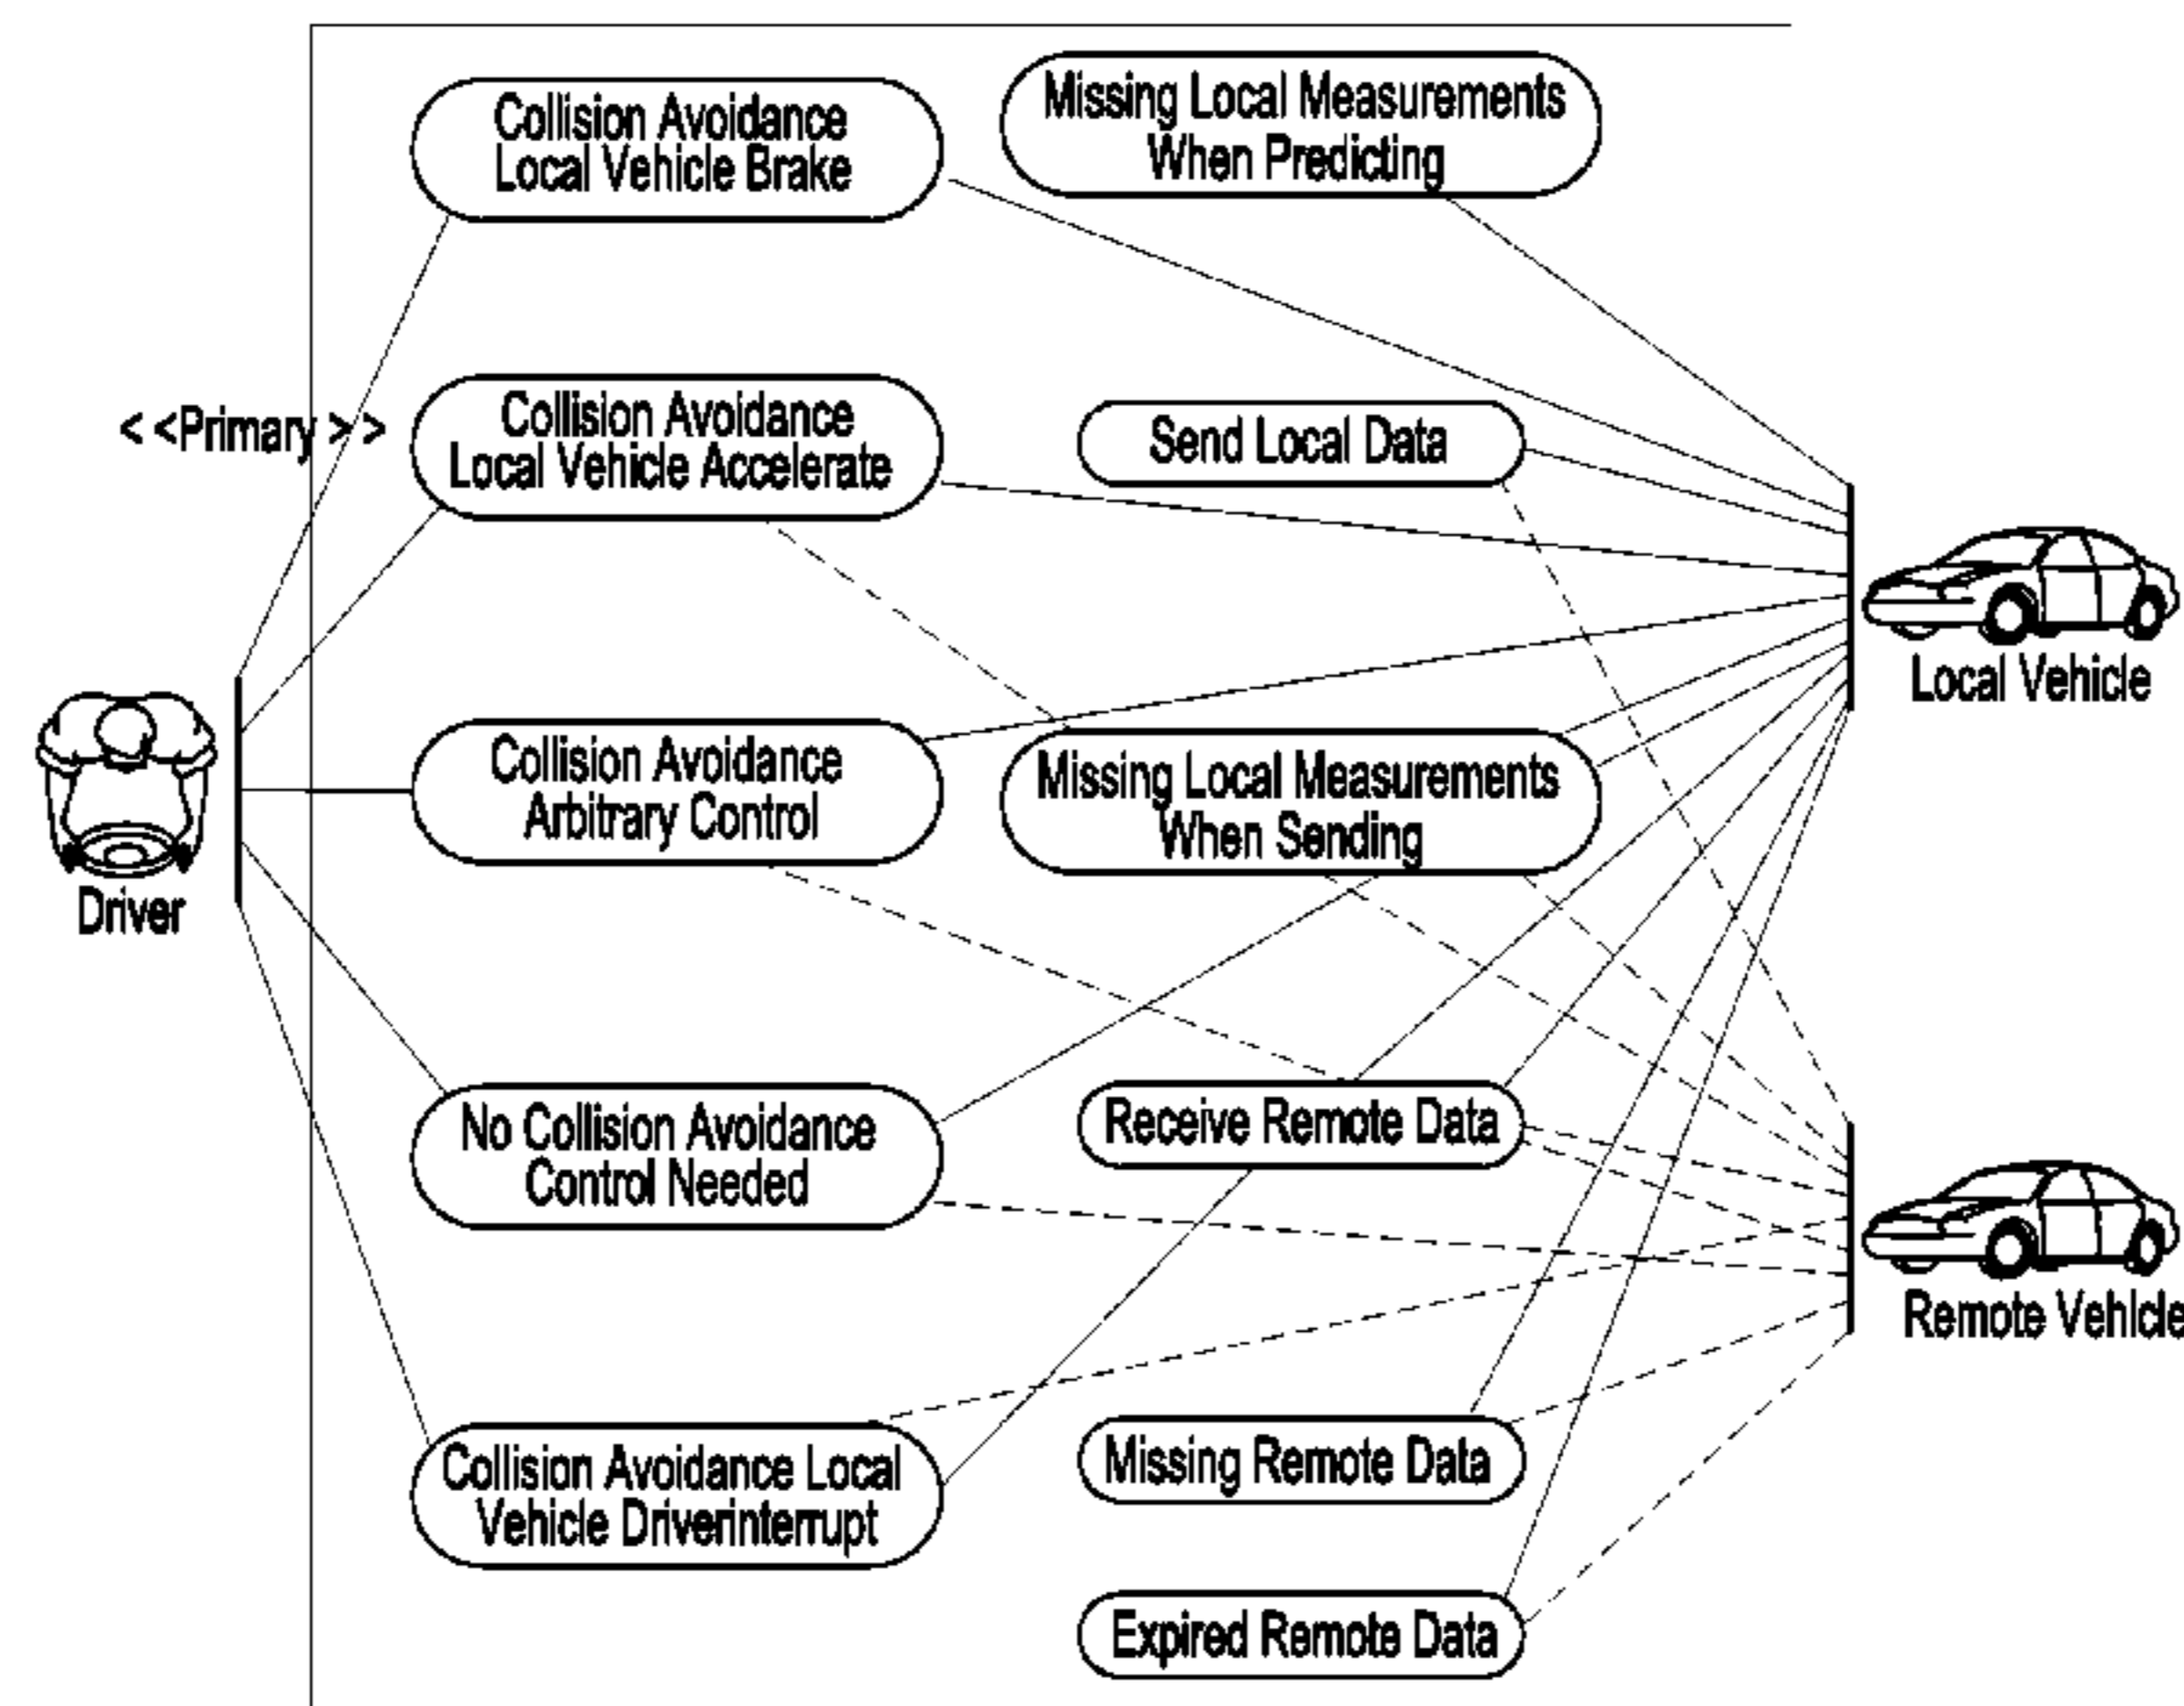 Collision Avoidance
Local Vehicle Brake
Missing Local Measurements
When Predicting
< <Primary > >
Collision Avoidance
Local Vehicle Accelerate
Send Local Data
Local Vehicle
Collision Avoidance
Arbitrary Control
Missing Local Measurements
When Sending
Driver
No Collision Avoidance
Control Needed
Receive Remote Data
Remote Vehicle
Collision Avoidance Local
Vehicle Driverinterrupt
Missing Remote Data
Expired Remote Data